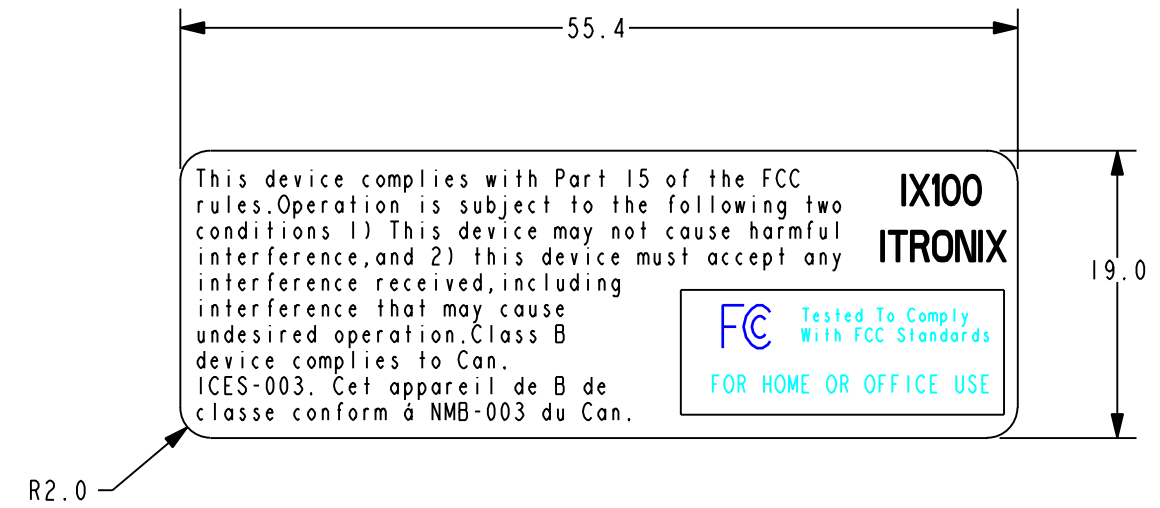 55.4
This device complies with Part 15 of the FCC
rules.Operation is subject to the following two
conditions 1) This device may not cause harmful
interference,and 2) this device must accept any
interference received,including
interference that may cause
undesired operation.Class B
device complies to Can.
ICES-003. Cet appareil de B de
classe conform á NMB-003 du Can.
IX100
ITRONIX
FCC
Tested To Comply
With FCC Standards
FOR HOME OR OFFICE USE
19.0
R2.0